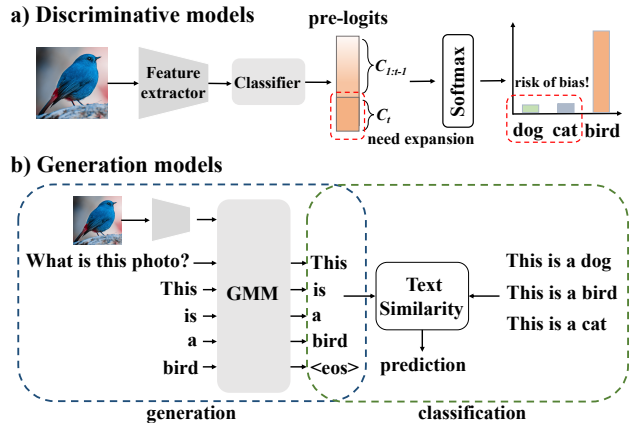 a) Discriminative models
pre-logits
Feature
extractor
Classifier
C1:t-1
Ct
need expansion
Softmax
risk of bias!
dog cat bird
b) Generation models
What is this photo?
This
is
a
bird
GMM
This
is
a
bird
<eos>
Text
Similarity
prediction
This is a dog
This is a bird
This is a cat
generation
classification